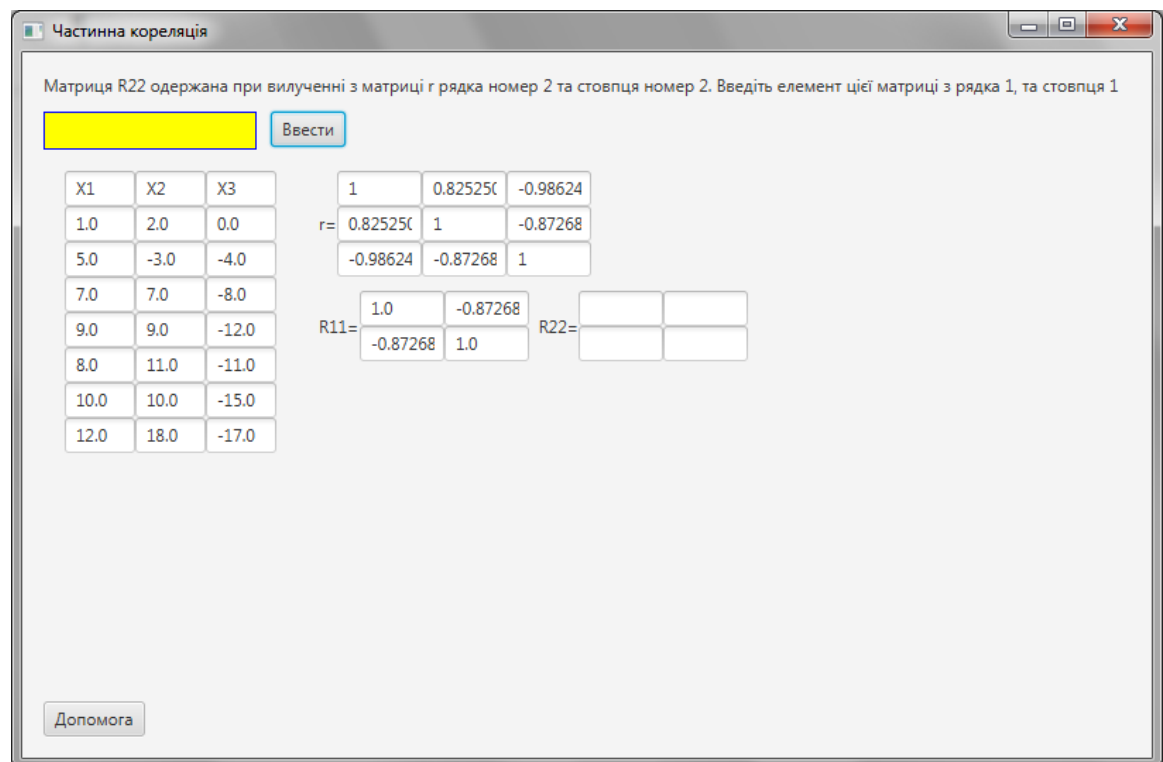 Частинна кореляція
Матриця R22 одержана при вилученні з матриці r рядка номер 2 та стовпця номер 2. Введіть елемент цієї матриці з рядка 1, та стовпця 1
Ввести
X1 X2 X3
1.0 2.0 0.0
5.0 -3.0 -4.0
7.0 7.0 -8.0
9.0 9.0 -12.0
8.0 11.0 -11.0
10.0 10.0 -15.0
12.0 18.0 -17.0
r=
1 0.825250 -0.98624
0.825250 1 -0.87268
-0.98624 -0.87268 1
R11=
1.0 -0.87268
-0.87268 1.0
R22=
Допомога